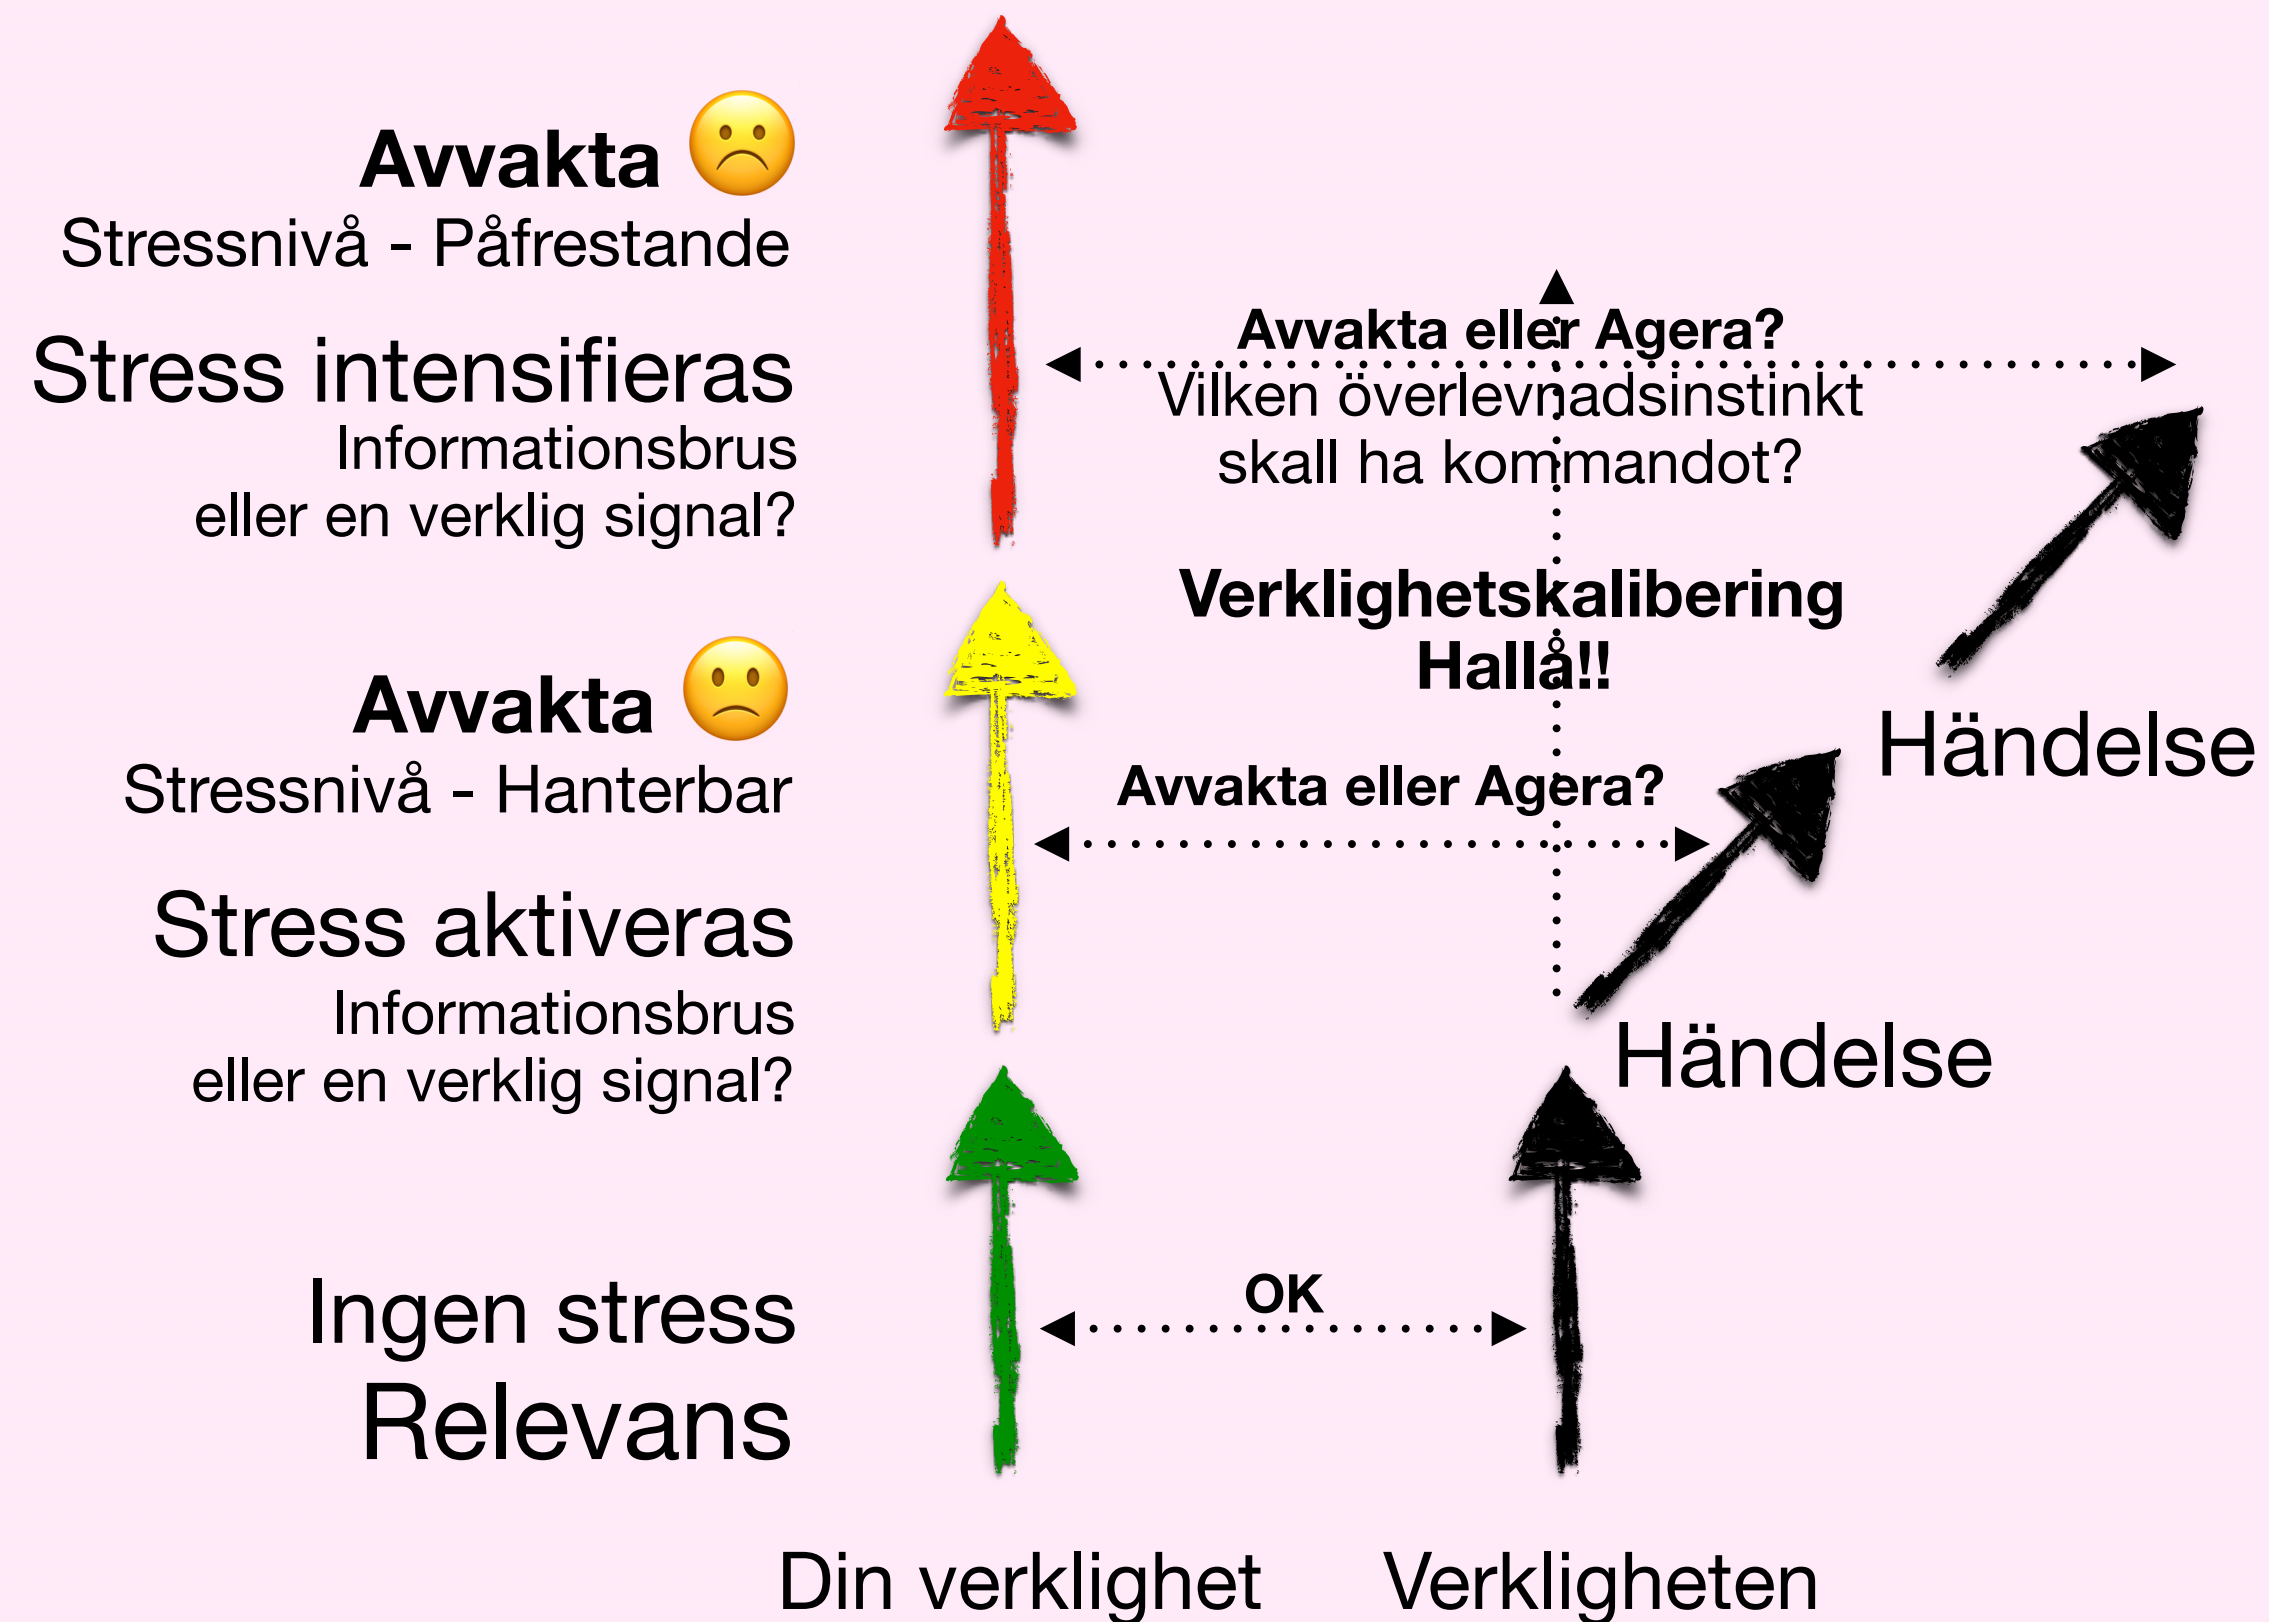 Avvakta
Stressnivå - Påfrestande
Stress intensifieras
Informationsbrus
eller en verklig signal?
Avvakta eller Agera?
Vilken överlevnadsinstinkt
skall ha kommandot?
Verklighetskalibering
Hallå!!
Händelse
Avvakta
Stressnivå - Hanterbar
Avvakta eller Agera?
Stress aktiveras
Informationsbrus
eller en verklig signal?
Händelse
Ingen stress
Relevans
OK
Din verklighet
Verkligheten